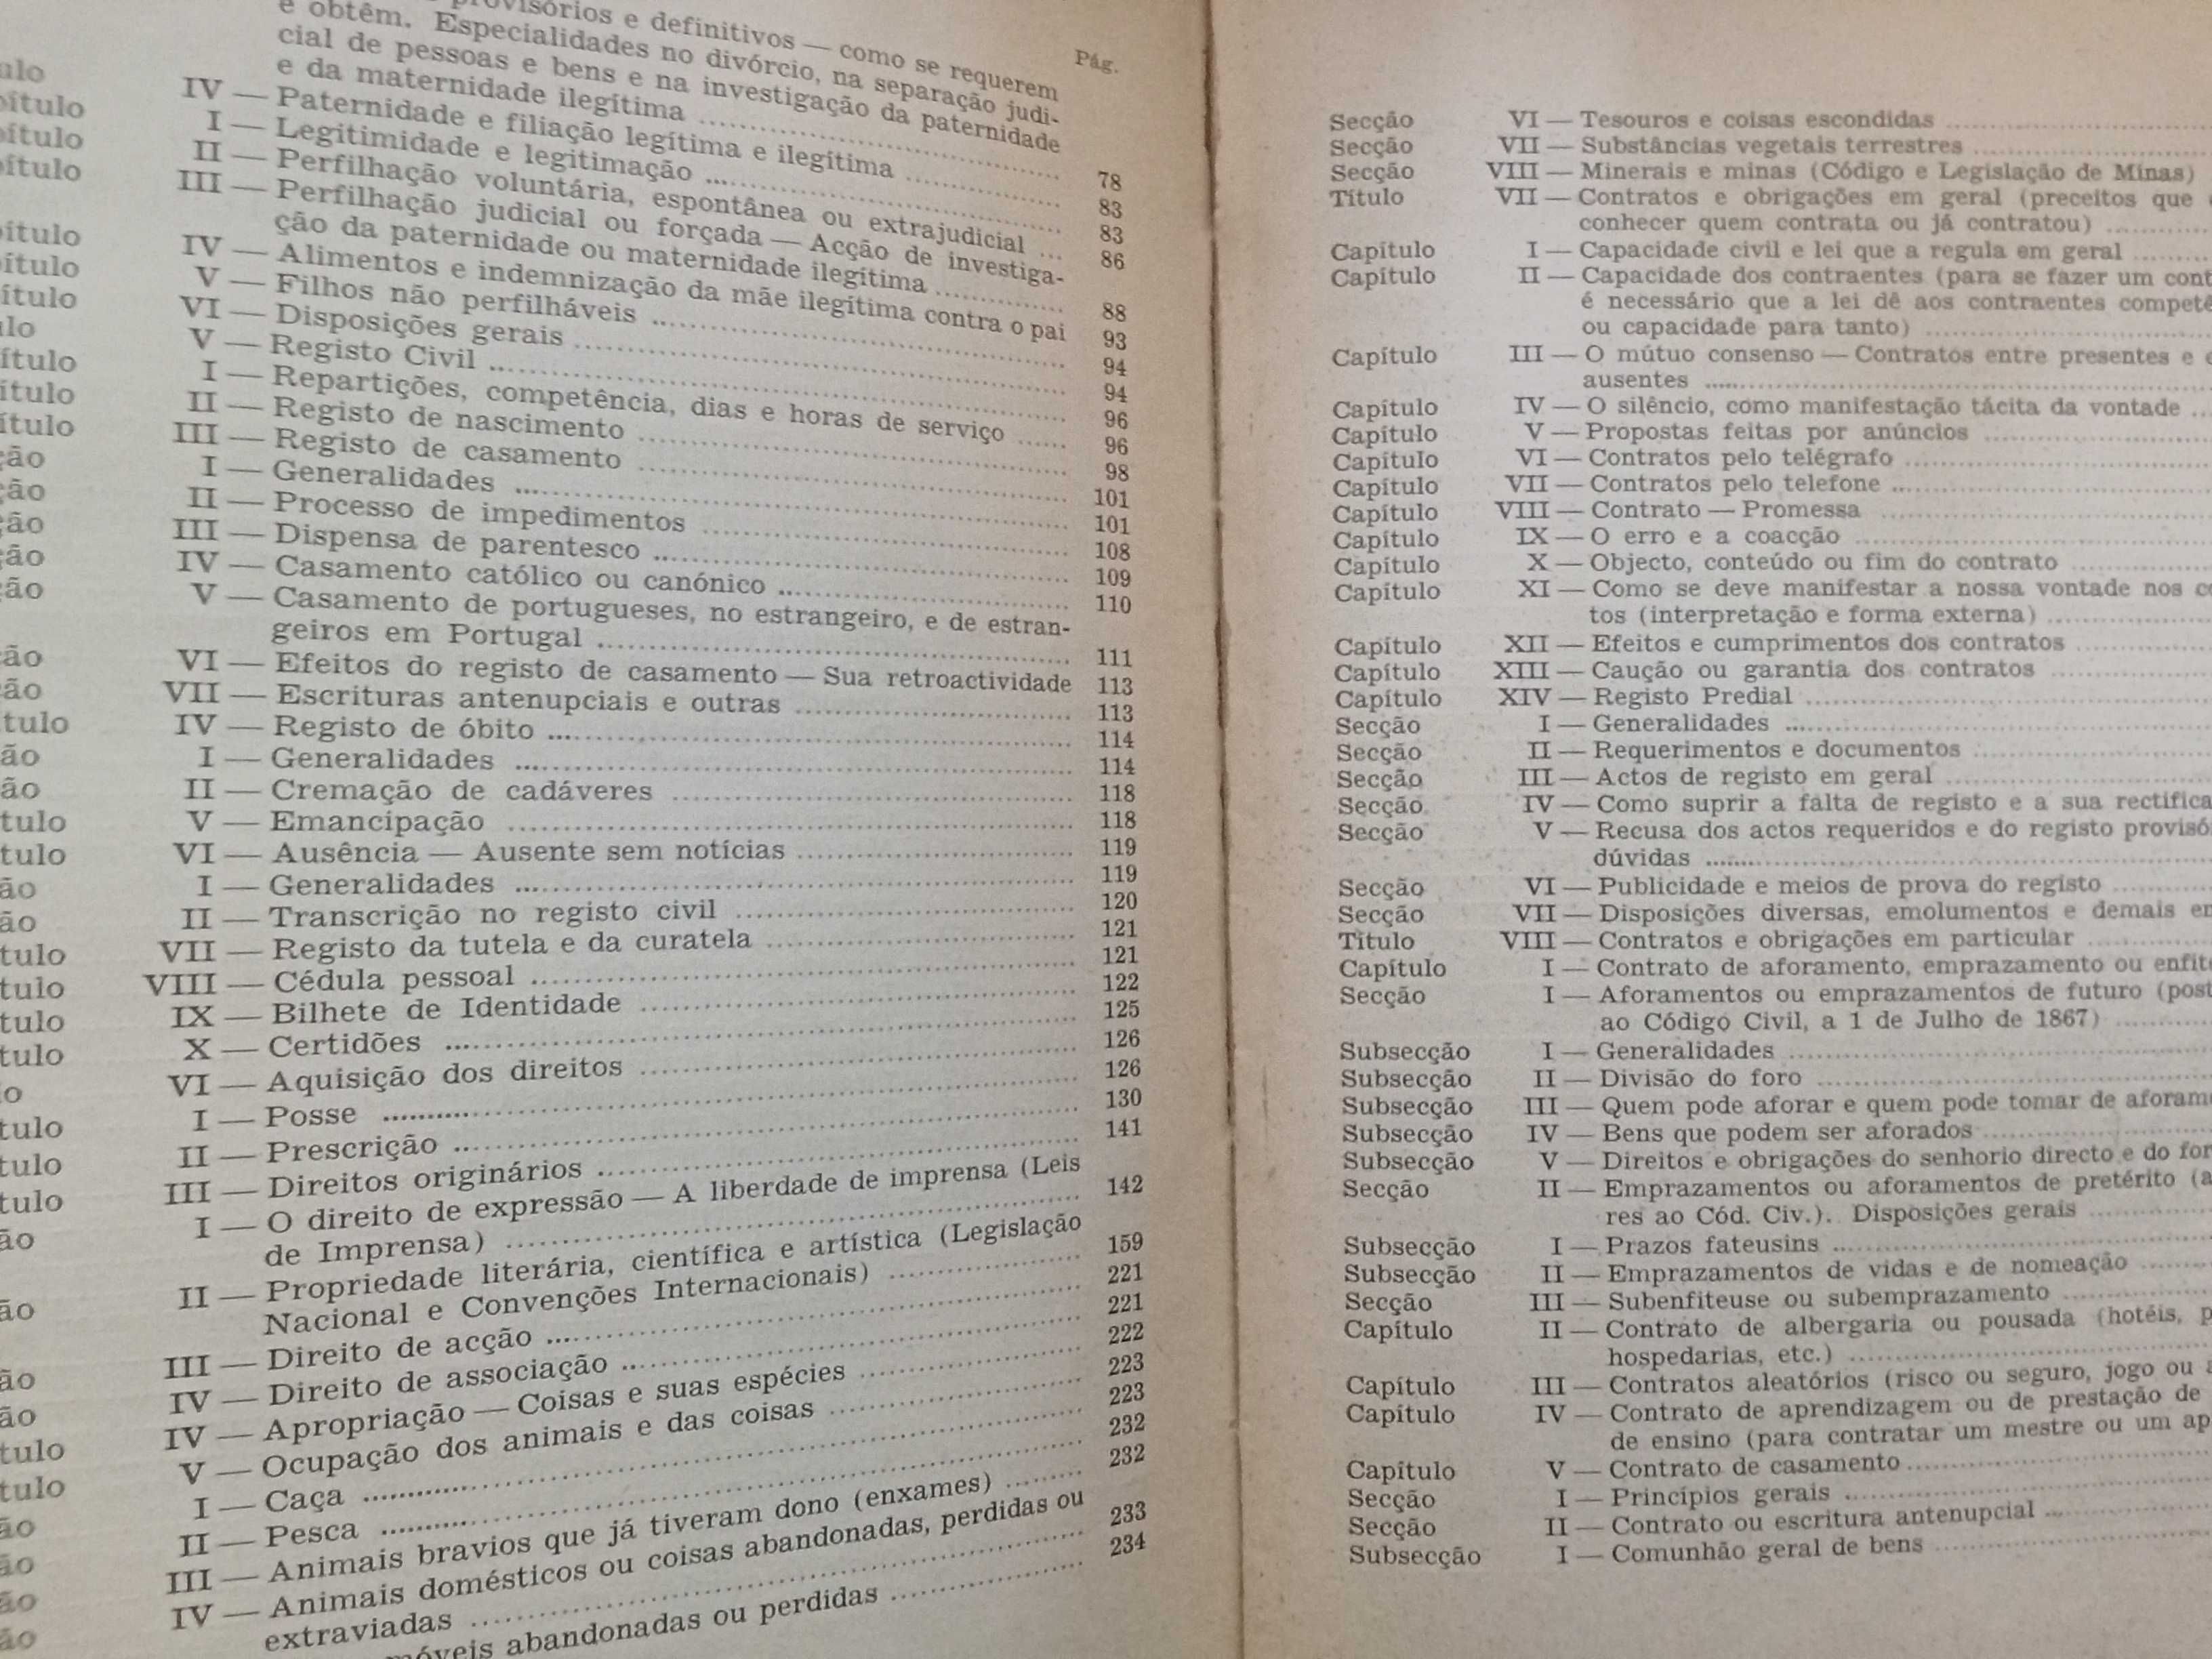 e definitivos — como se requerem
Pág.
e obtêm. Especialidades no divórcio, na separação judi-
cial de pessoas e bens e na investigação da paternidade
e da maternidade ilegítima ... 78
IV — Paternidade e filiação legítima e ilegítima ... 83
I — Legitimidade e legitimação ... 83
II — Perfilhação voluntária, espontânea ou extrajudicial ... 86
III — Perfilhação judicial ou forçada — Acção de investiga-
ção da paternidade ou maternidade ilegítima ... 88
IV — Alimentos e indemnização da mãe ilegítima contra o pai 93
V — Filhos não perfilháveis ... 94
VI — Disposições gerais ... 94
V — Registo Civil ... 96
I — Repartições, competência, dias e horas de serviço ... 96
II — Registo de nascimento ... 98
III — Registo de casamento ... 101
I — Generalidades ... 101
II — Processo de impedimentos ... 108
III — Dispensa de parentesco ... 109
IV — Casamento católico ou canónico ... 110
V — Casamento de portugueses, no estrangeiro, e de estran-
geiros em Portugal ... 111
VI — Efeitos do registo de casamento — Sua retroactividade 113
VII — Escrituras antenupciais e outras ... 113
IV — Registo de óbito ... 114
I — Generalidades ... 114
II — Cremação de cadáveres ... 118
V — Emancipação ... 118
VI — Ausência — Ausente sem notícias ... 119
I — Generalidades ... 119
II — Transcrição no registo civil ... 120
VII — Registo da tutela e da curatela ... 121
VIII — Cédula pessoal ... 121
IX — Bilhete de Identidade ... 122
X — Certidões ... 125
VI — Aquisição dos direitos ... 126
I — Posse ... 126
II — Prescrição ... 130
III — Direitos originários ... 141
I — O direito de expressão — A liberdade de imprensa (Leis
de Imprensa) ... 142
II — Propriedade literária, científica e artística (Legislação
Nacional e Convenções Internacionais) ... 159
III — Direito de acção ... 221
IV — Direito de associação ... 221
IV — Apropriação — Coisas e suas espécies ... 222
V — Ocupação dos animais e das coisas ... 223
I — Caça ... 223
II — Pesca ... 232
III — Animais bravios que já tiveram dono (enxames) ... 232
IV — Animais domésticos ou coisas abandonadas, perdidas ou
extraviadas ... 233
abandonadas ou perdidas ... 234
Secção VI — Tesouros e coisas escondidas ...
Secção VII — Substâncias vegetais terrestres ...
Secção VIII — Minerais e minas (Código e Legislação de Minas)
Título VII — Contratos e obrigações em geral (preceitos que
conhecer quem contrata ou já contratou) ...
Capítulo I — Capacidade civil e lei que a regula em geral ...
Capítulo II — Capacidade dos contraentes (para se fazer um
é necessário que a lei dê aos contraentes
ou capacidade para tanto) ...
Capítulo III — O mútuo consenso — Contratos entre presentes e
ausentes ...
Capítulo IV — O silêncio, como manifestação tácita da vontade ...
Capítulo V — Propostas feitas por anúncios ...
Capítulo VI — Contratos pelo telégrafo ...
Capítulo VII — Contratos pelo telefone ...
Capítulo VIII — Contrato — Promessa ...
Capítulo IX — O erro e a coacção ...
Capítulo X — Objecto, conteúdo ou fim do contrato ...
Capítulo XI — Como se deve manifestar a nossa vontade nos
tos (interpretação e forma externa) ...
Capítulo XII — Efeitos e cumprimentos dos contratos ...
Capítulo XIII — Caução ou garantia dos contratos ...
Capítulo XIV — Registo Predial ...
Secção I — Generalidades ...
Secção II — Requerimentos e documentos ...
Secção III — Actos de registo em geral ...
Secção IV — Como suprir a falta de registo e a sua
Secção V — Recusa dos actos requeridos e do registo
dúvidas ...
Secção VI — Publicidade e meios de prova do registo ...
Secção VII — Disposições diversas, emolumentos e demais
Título VIII — Contratos e obrigações em particular ...
Capítulo I — Contrato de aforamento, emprazamento ou
Secção I — Aforamentos ou emprazamentos de futuro
ao Código Civil, a 1 de Julho de 1867) ...
Subsecção I — Generalidades ...
Subsecção II — Divisão do foro ...
Subsecção III — Quem pode aforar e quem pode tomar de
Subsecção IV — Bens que podem ser aforados ...
Subsecção V — Direitos e obrigações do senhorio directo e do
Secção II — Emprazamentos ou aforamentos de pretérito
res ao Cód. Civ.). Disposições gerais ...
Subsecção I — Prazos fateusins ...
Subsecção II — Emprazamentos de vidas e de nomeação ...
Secção III — Subenfiteuse ou subemprazamento ...
Capítulo II — Contrato de albergaria ou pousada (hotéis,
hospedarias, etc.) ...
Capítulo III — Contratos aleatórios (risco ou seguro, jogo ou
Capítulo IV — Contrato de aprendizagem ou de prestação de
de ensino (para contratar um mestre ou um
Capítulo V — Contrato de casamento ...
Secção I — Princípios gerais ...
Secção II — Contrato ou escritura antenupcial ...
Subsecção I — Comunhão geral de bens ...